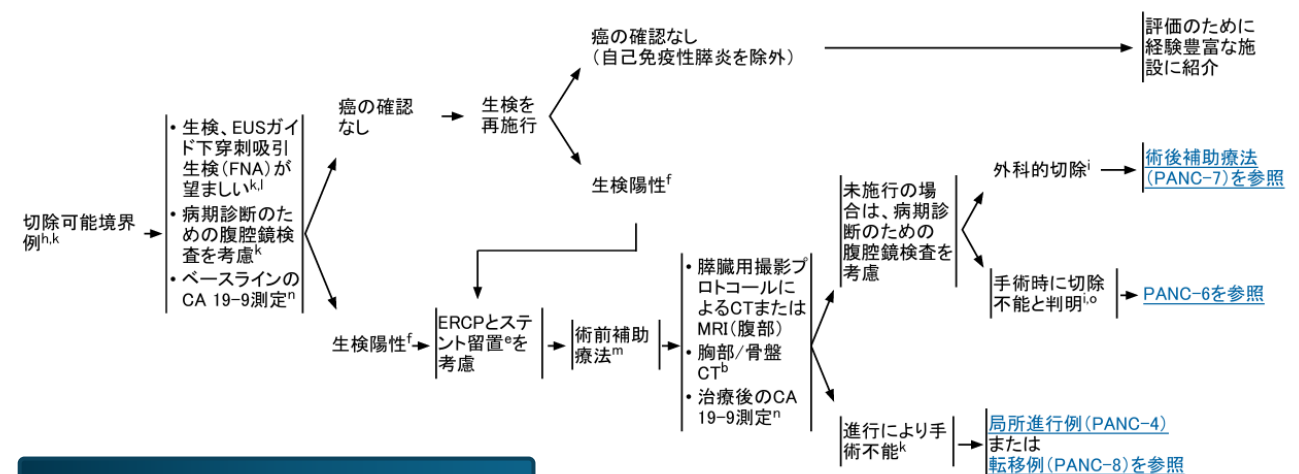 切除可能境界
例h,k
• 生検、EUSガイ
ド下穿刺吸引
生検(FNA)が
望ましいk,l
• 病期診断のた
めの腹腔鏡検
査を考慮k
• ベースラインの
CA 19-9測定n
癌の確認
なし
生検を
再施行
癌の確認なし
(自己免疫性膵炎を除外)
評価のために
経験豊富な施
設に紹介
生検陽性f
生検陽性f
ERCPとステ
ント留置eを
考慮
術前補助
療法m
• 膵臓用撮影プ
ロトコールに
よるCTまたは
MRI(腹部)
• 胸部/骨盤
CTb
• 治療後のCA
19-9測定n
未施行の場
合は、病期診
断のための
腹腔鏡検査を
考慮
外科的切除i
術後補助療法
(PANC-7)を参照
手術時に切除
不能と判明i,o
PANC-6を参照
進行により手
術不能k
局所進行例(PANC-4)
または
転移例(PANC-8)を参照